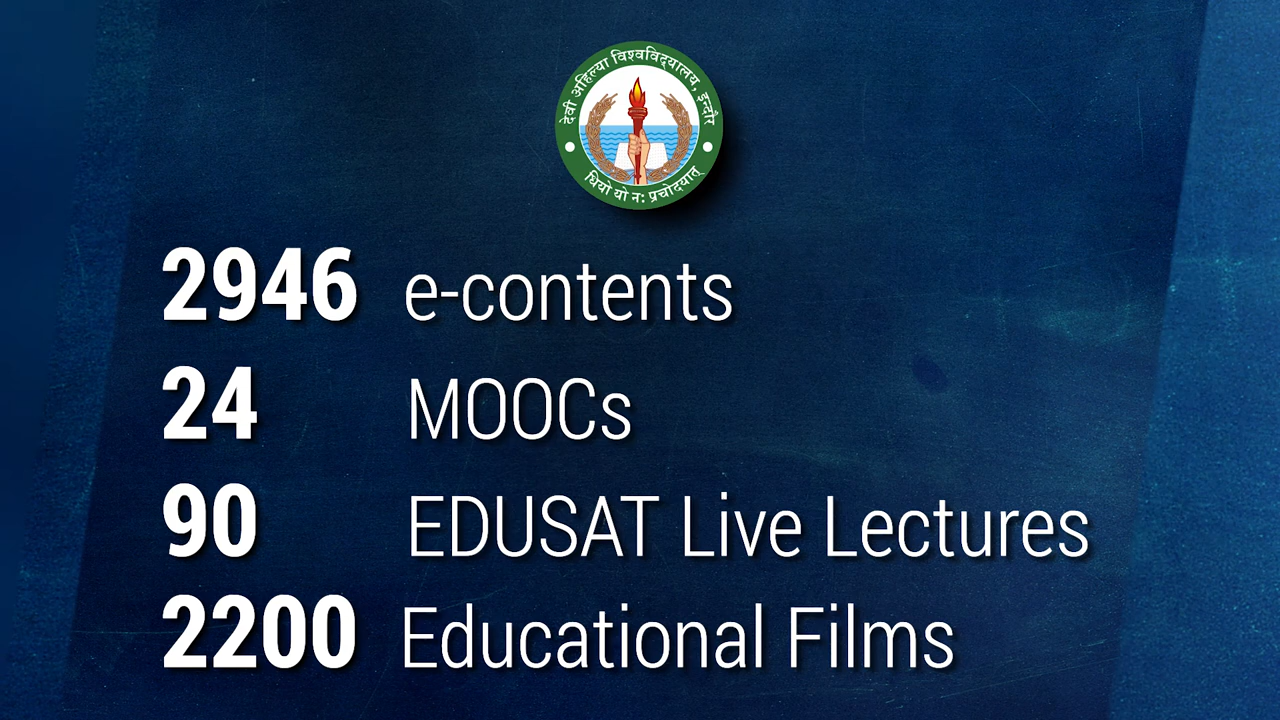 देवी अहिल्या विश्वविद्यालय, इन्दौर
धियो यो न: प्रचोदयात्
2946 e-contents
24 MOOCs
90 EDUSAT Live Lectures
2200 Educational Films